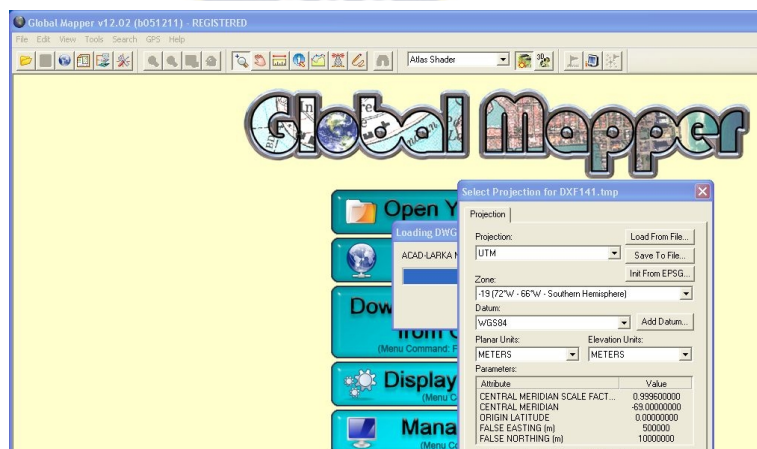 Global Mapper v12.02 (b051211) - REGISTERED
File Edit View Tools Search GPS Help
Atlas Shader
3D
Global Mapper
Open Y
Loading DWG
ACAD-LARKA
Dow
from
(Menu Command: F
Display
(Menu C
Mana
(Menu Co
Select Projection for DXF141.tmp
Projection
Projection:
Load From File...
UTM
Save To File...
Init From EPSG...
Zone:
-19 (72°W - 66°W - Southern Hemisphere)
Datum:
WGS84
Add Datum...
Planar Units:
Elevation Units:
METERS
METERS
Parameters:
Attribute Value
CENTRAL MERIDIAN SCALE FACT... 0.999600000
CENTRAL MERIDIAN -69.00000000
ORIGIN LATITUDE 0.00000000
FALSE EASTING (m) 500000
FALSE NORTHING (m) 10000000